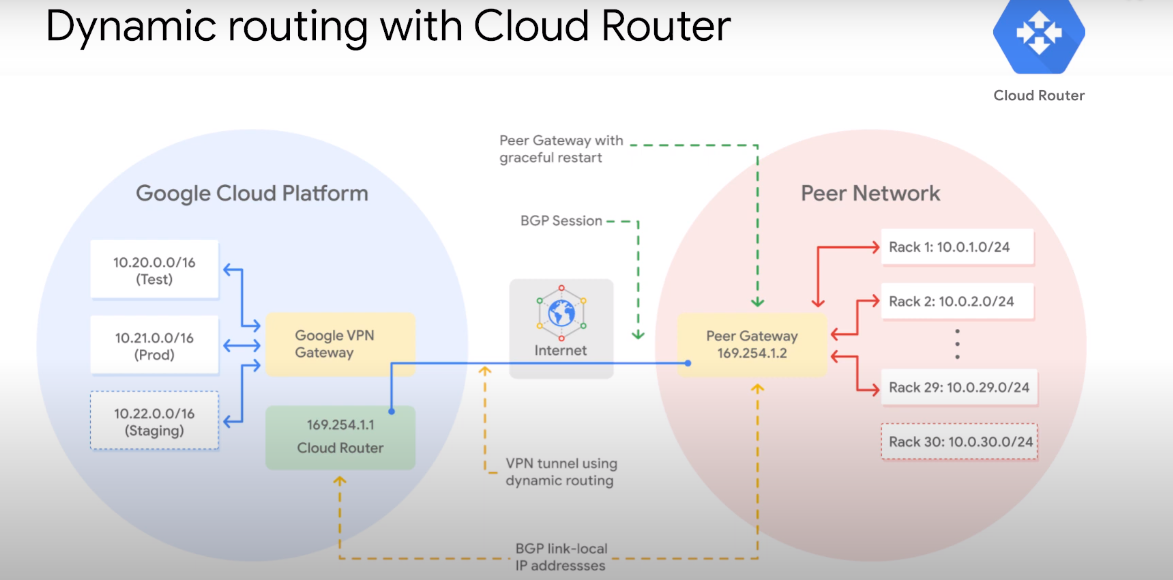 Dynamic routing with Cloud Router
Cloud Router
Peer Gateway with
graceful restart
Google Cloud Platform
Peer Network
BGP Session
10.20.0.0/16
(Test)
Rack 1: 10.0.1.0/24
Rack 2: 10.0.2.0/24
10.21.0.0/16
(Prod)
Google VPN
Gateway
Internet
Peer Gateway
169.254.1.2
Rack 29: 10.0.29.0/24
10.22.0.0/16
(Staging)
169.254.1.1
Cloud Router
Rack 30: 10.0.30.0/24
VPN tunnel using
dynamic routing
BGP link-local
IP addressses